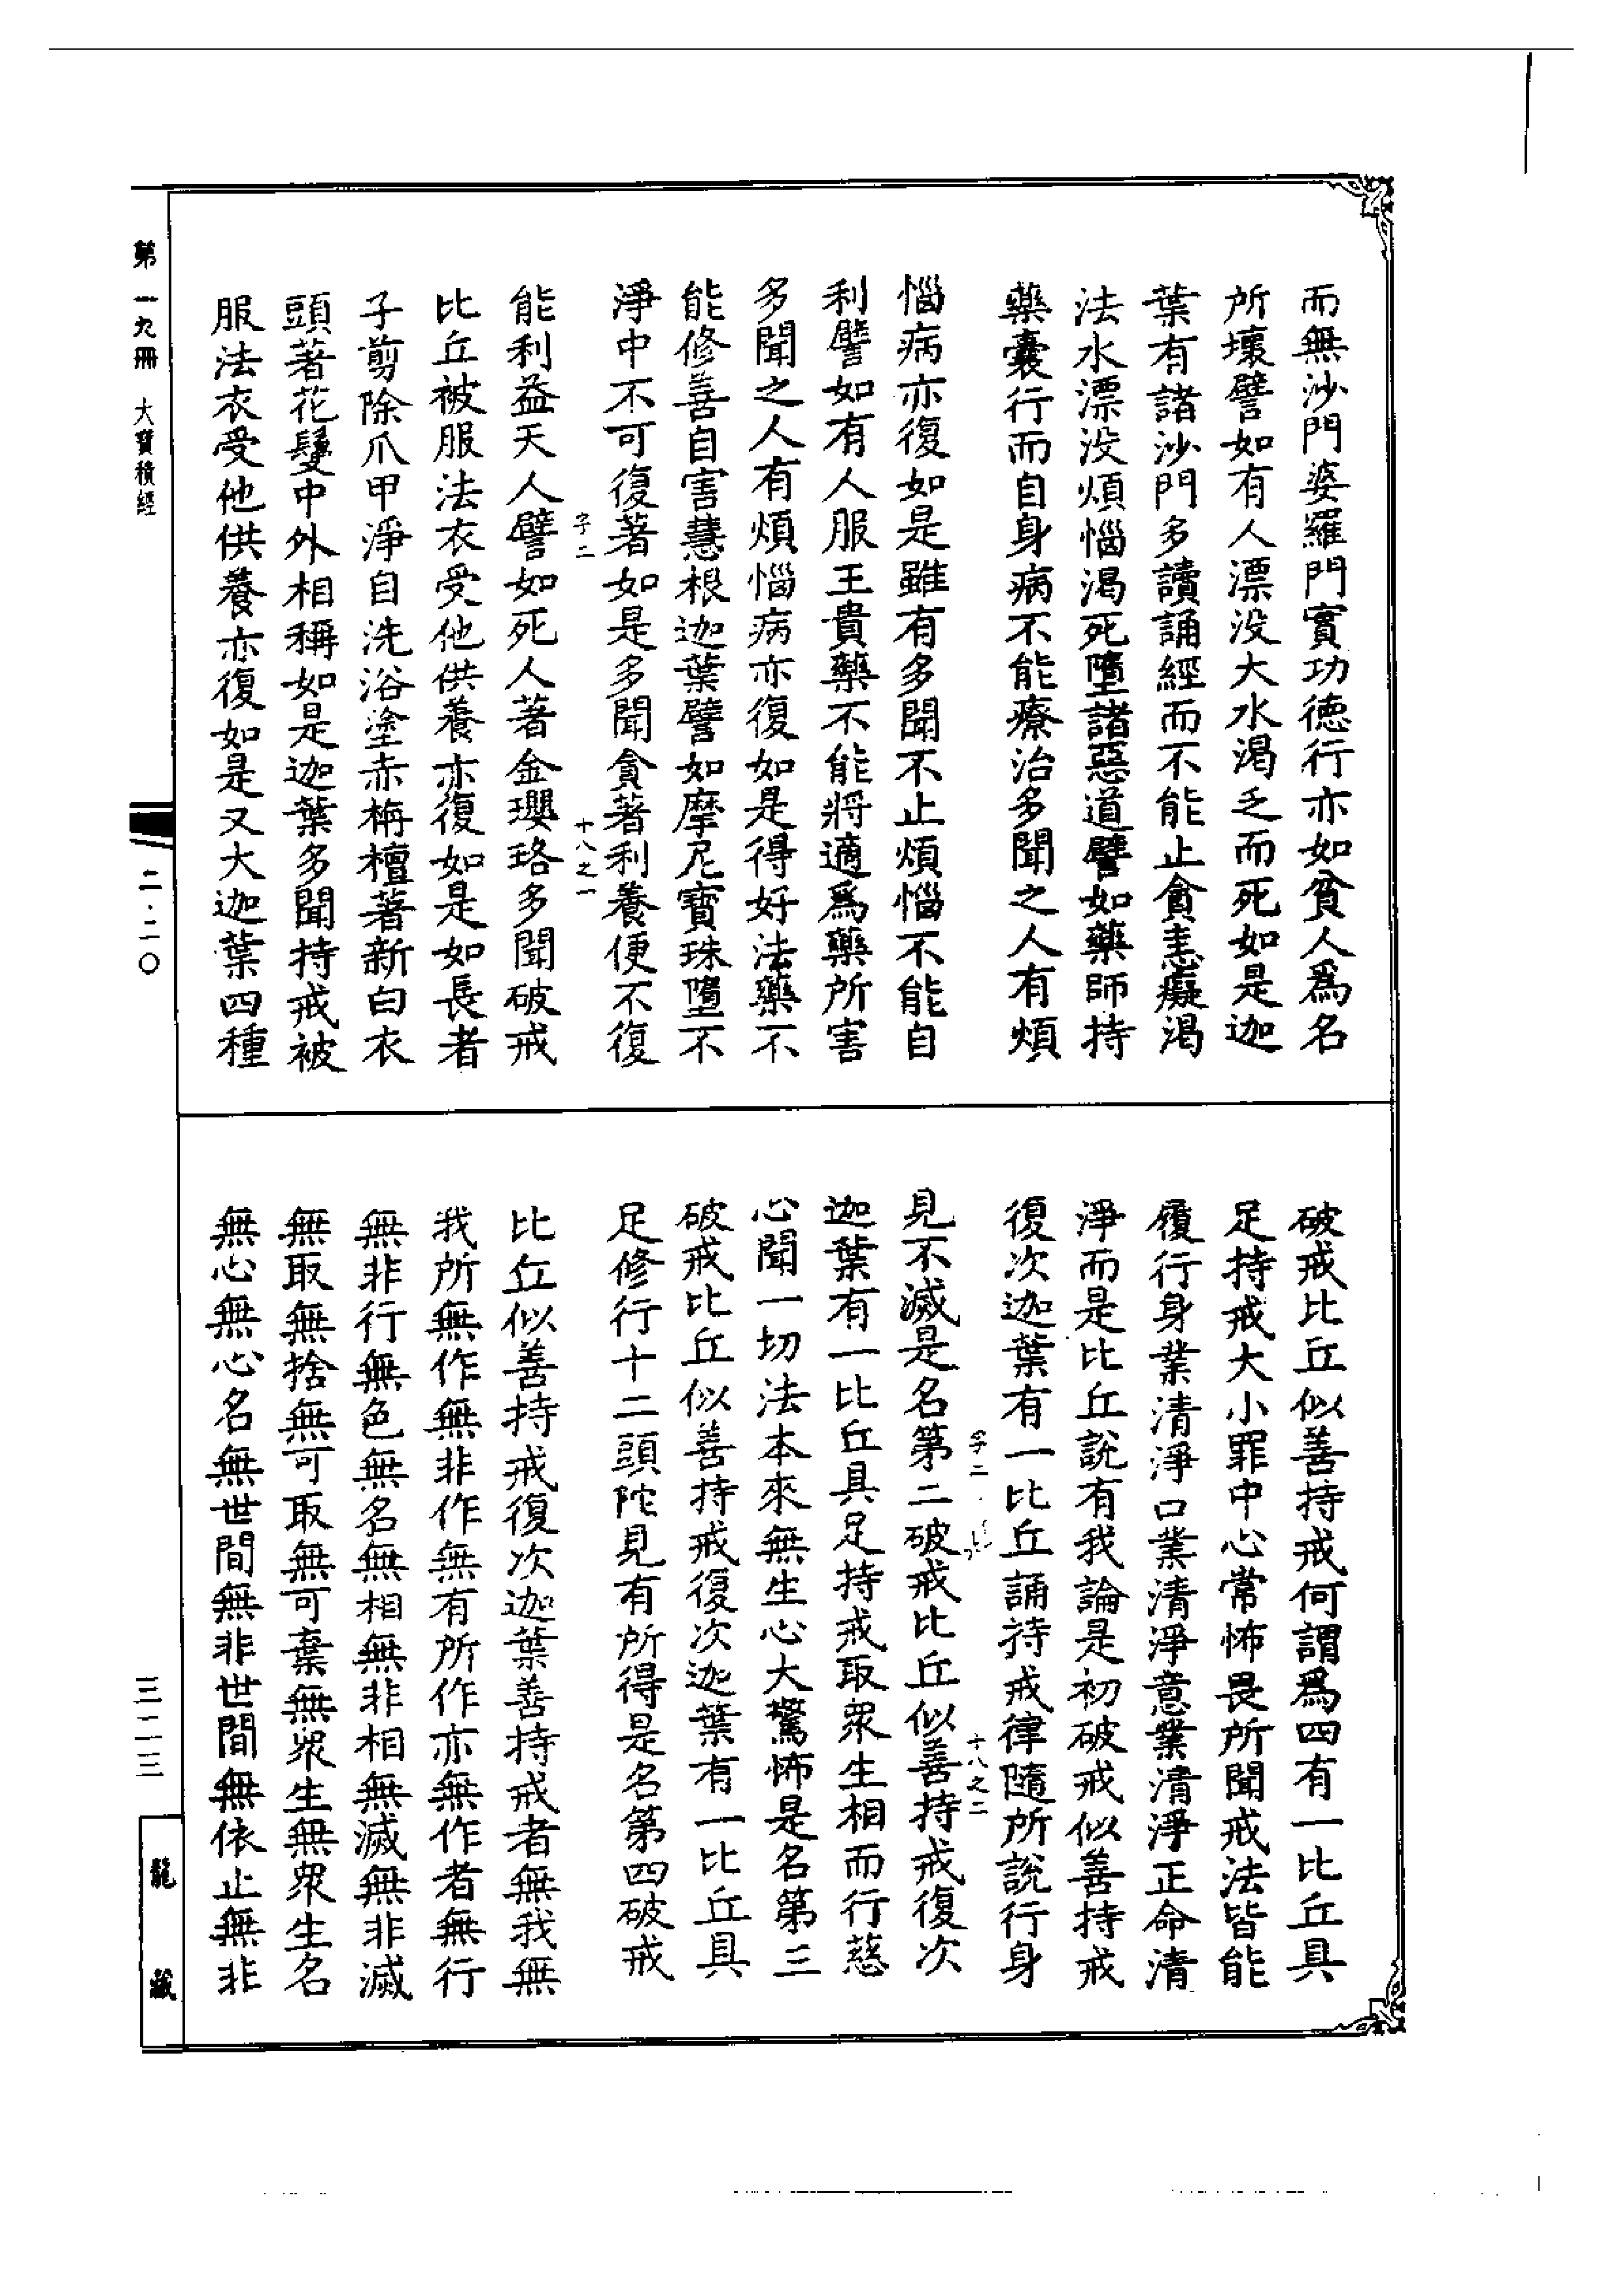 而無沙門婆羅門實功德行亦如貧人爲名
所壞譬如有人漂没大水渴乏而死如是迦
葉有諸沙門多讀誦經而不能止貪恚癡渴
法水漂没煩惱渴死墮諸惡道譬如藥師持
藥囊行而自身病不能療治多聞之人有煩
惱病亦復如是雖有多聞不止煩惱不能自
利譬如有人服王貴藥不能將適爲藥所害
多聞之人有煩惱病亦復如是得好法藥不
能修善自害慧根迦葉譬如摩尼寶珠墮不
淨中不可復著如是多聞貪著利養便不復
字二 十八之一
能利益天人譬如死人著金瓔珞多聞破戒
比丘被服法衣受他供養亦復如是如長者
子剪除爪甲淨自洗浴塗赤栴檀著新白衣
頭著花鬘中外相稱如是迦葉多聞持戒被
服法衣受他供養亦復如是又大迦葉四種
破戒比丘似善持戒何謂爲四有一比丘具
足持戒大小罪中心常怖畏所聞戒法皆能
履行身業清淨口業清淨意業清淨正命清
淨而是比丘說有我論是初破戒似善持戒
復次迦葉有一比丘誦持戒律隨所說行身
字二 十八之二
見不滅是名第二破戒比丘似善持戒復次
迦葉有一比丘具足持戒取衆生相而行慈
心聞一切法本來無生心大驚怖是名第三
破戒比丘似善持戒復次迦葉有一比丘具
足修行十二頭陀見有所得是名第四破戒
比丘似善持戒復次迦葉善持戒者無我無
我所無作無非作無有所作亦無作者無行
無非行無色無名無相無非相無滅無非滅
無取無捨無可取無可棄無衆生無衆生名
無心無心名無世間無非世間無依止無非
第一九冊 大寶積經
二·二〇
三二三
龍藏